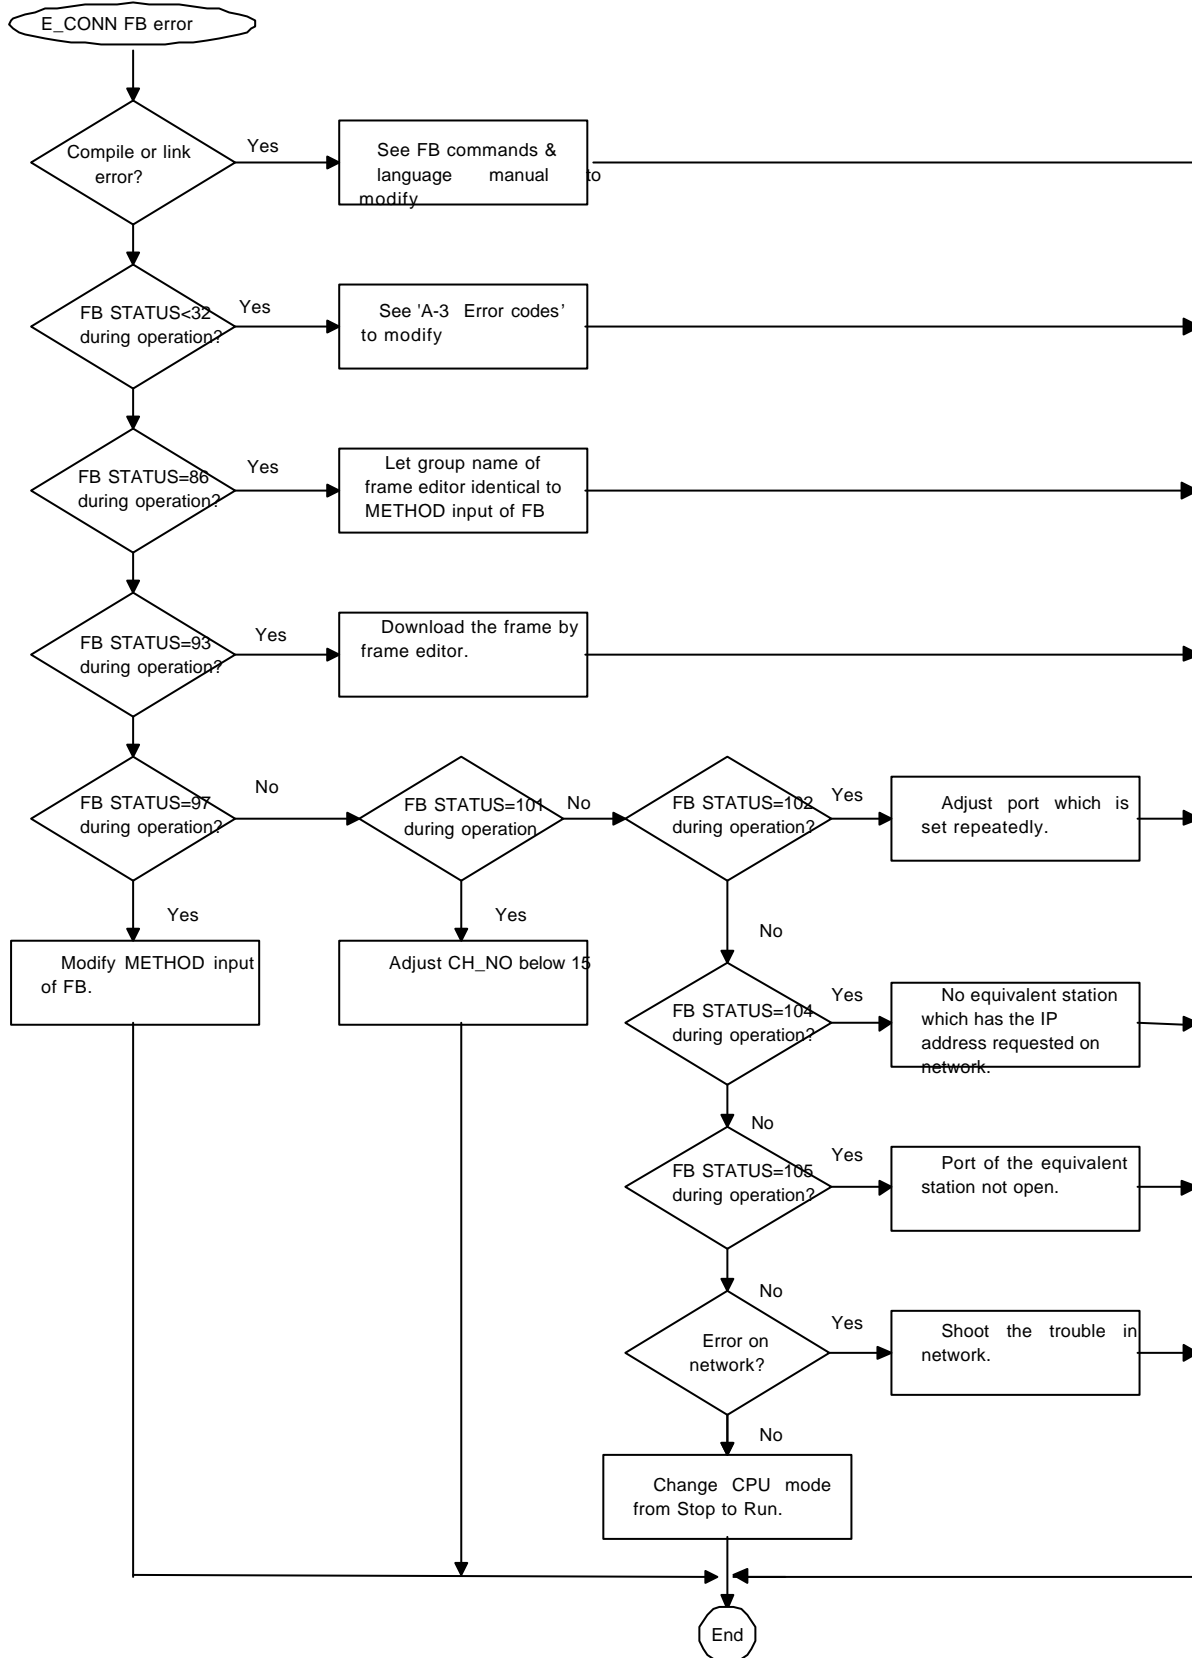 E_CONN FB error
Compile or link
error?
Yes
See FB commands &
language manual to
modify
FB STATUS<32
during operation?
Yes
See 'A-3 Error codes'
to modify
FB STATUS=86
during operation?
Yes
Let group name of
frame editor identical to
METHOD input of FB
FB STATUS=93
during operation?
Yes
Download the frame by
frame editor.
FB STATUS=97
during operation?
No
FB STATUS=101
during operation
No
FB STATUS=102
during operation?
Yes
Adjust port which is
set repeatedly.
Yes
Modify METHOD input
of FB.
Yes
Adjust CH_NO below 15
No
FB STATUS=104
during operation?
Yes
No equivalent station
which has the IP
address requested on
network.
No
FB STATUS=105
during operation?
Yes
Port of the equivalent
station not open.
No
Error on
network?
Yes
Shoot the trouble in
network.
No
Change CPU mode
from Stop to Run.
End